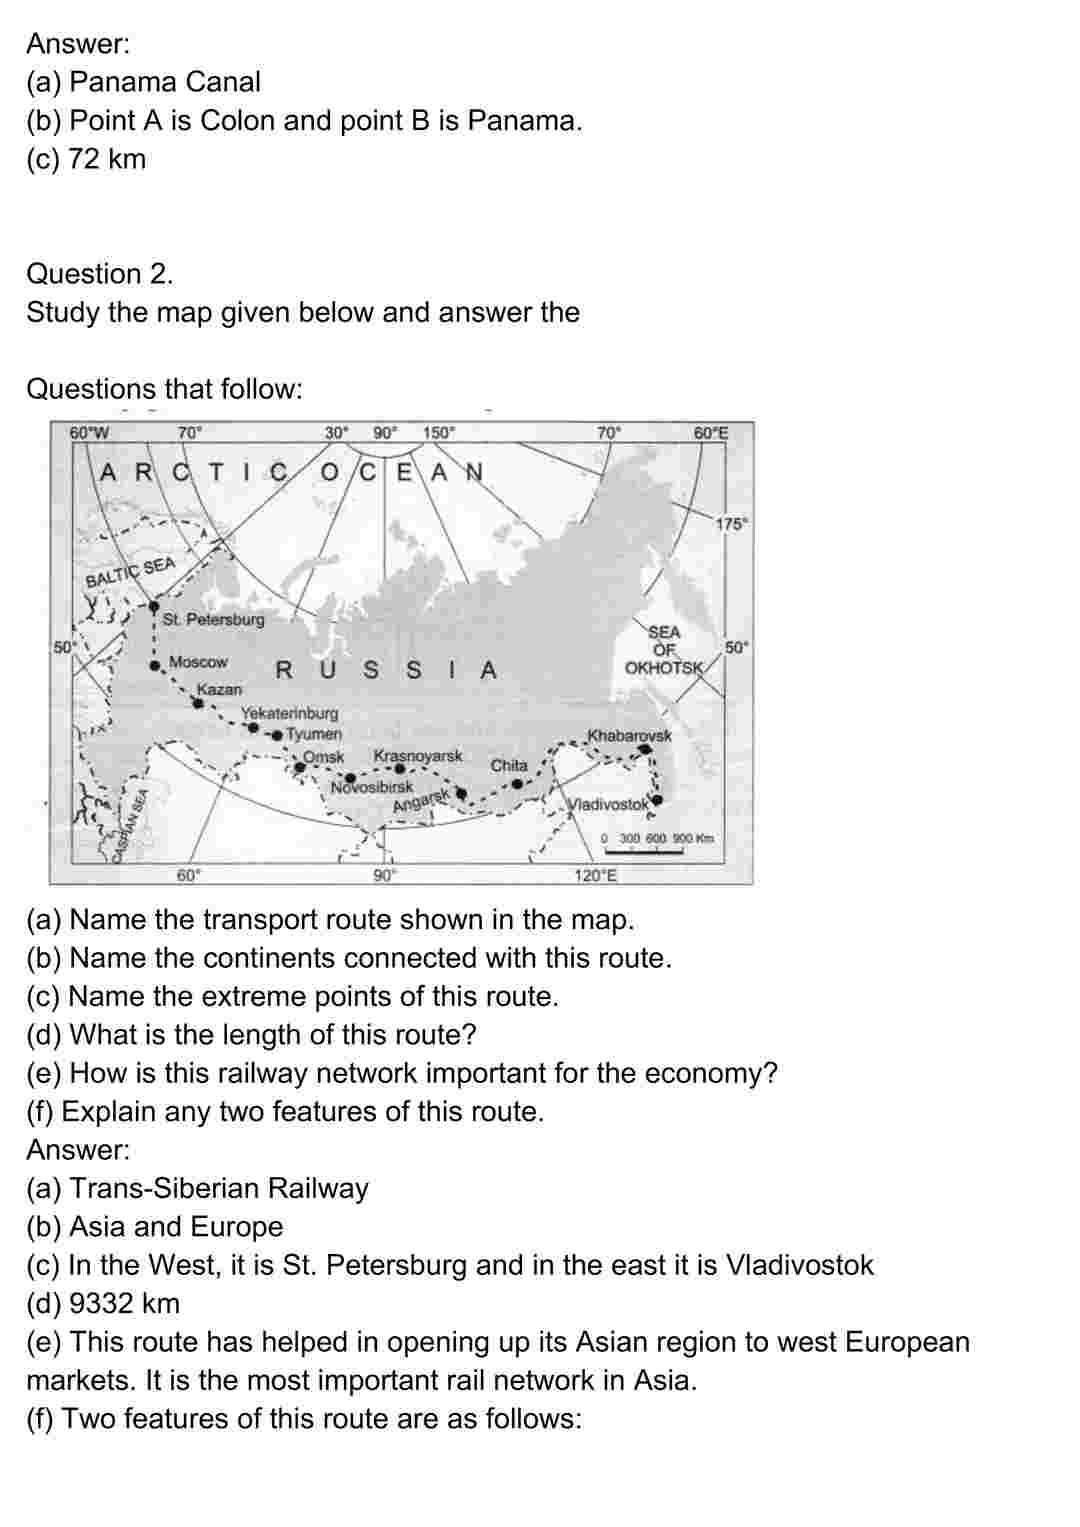 Answer:
(a) Panama Canal
(b) Point A is Colon and point B is Panama.
(c) 72 km
Question 2.
Study the map given below and answer the
Questions that follow:
60°W 70° 30° 90° 150° 70° 60°E
ARCTIC OCEAN
175°
BALTIC SEA
St. Petersburg
SEA
OF
OKHOTSK
50° 50°
Moscow
RUSSIA
Kazan
Yekaterinburg
Tyumen
Khabarovsk
Omsk
Krasnoyarsk
Chita
Novosibirsk
Angarsk
Vladivostok
CASPIAN SEA
0 300 600 900 Km
60° 90° 120°E
(a) Name the transport route shown in the map.
(b) Name the continents connected with this route.
(c) Name the extreme points of this route.
(d) What is the length of this route?
(e) How is this railway network important for the economy?
(f) Explain any two features of this route.
Answer:
(a) Trans-Siberian Railway
(b) Asia and Europe
(c) In the West, it is St. Petersburg and in the east it is Vladivostok
(d) 9332 km
(e) This route has helped in opening up its Asian region to west European
markets. It is the most important rail network in Asia.
(f) Two features of this route are as follows: